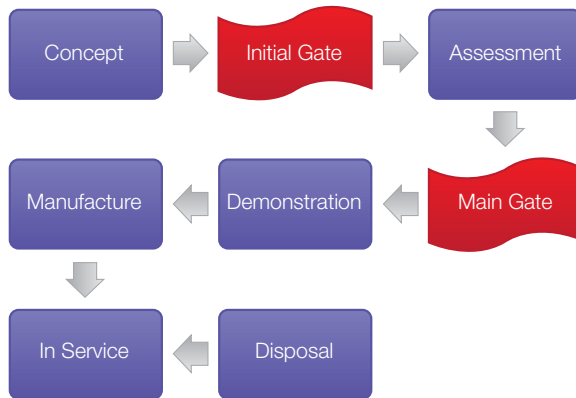 Concept
Initial Gate
Assessment
Manufacture
Demonstration
Main Gate
In Service
Disposal